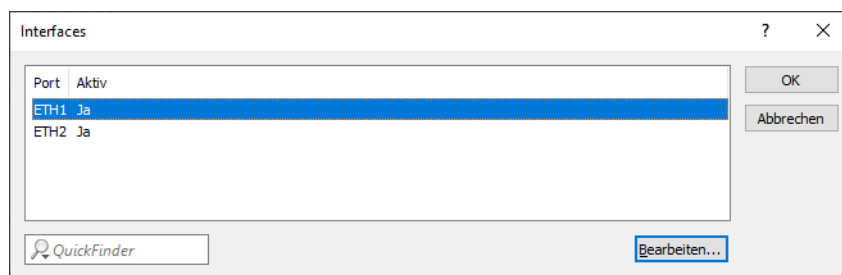 Interfaces
? X
Port Aktiv
OK
ETH1 Ja
Abbrechen
ETH2 Ja
QuickFinder
Bearbeiten...